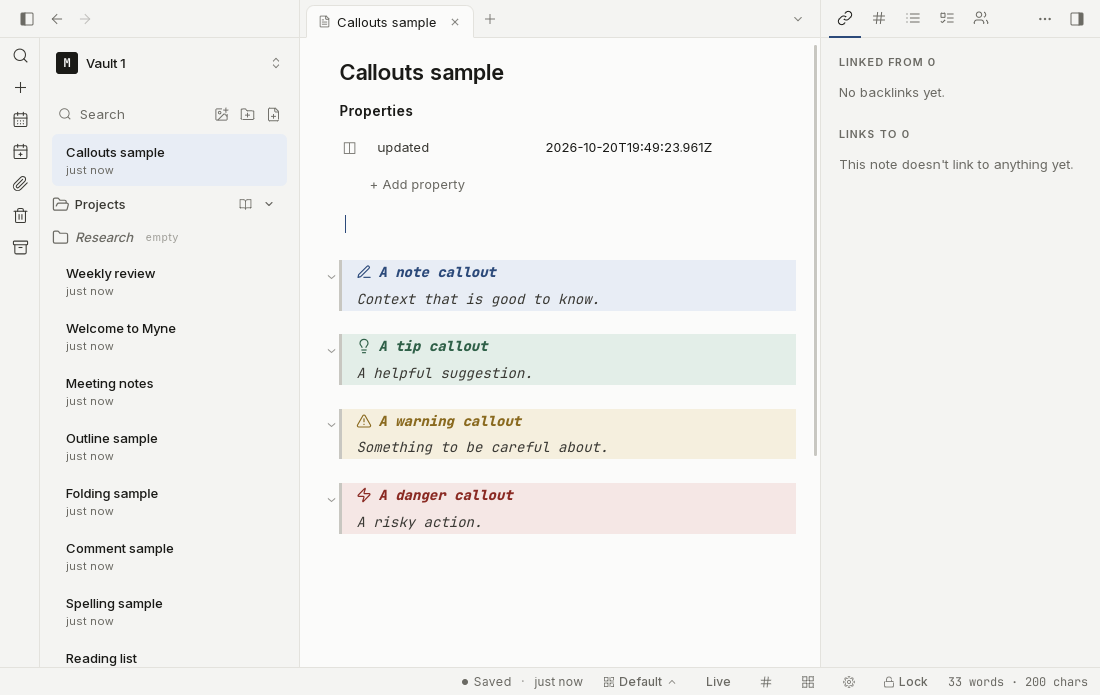 Callouts sample
M Vault 1
Search
Callouts sample
just now
Projects
Research empty
Weekly review
just now
Welcome to Myne
just now
Meeting notes
just now
Outline sample
just now
Folding sample
just now
Comment sample
just now
Spelling sample
just now
Reading list
Callouts sample
Properties
updated 2026-10-20T19:49:23.961Z
+ Add property
A note callout
Context that is good to know.
A tip callout
A helpful suggestion.
A warning callout
Something to be careful about.
A danger callout
A risky action.
LINKED FROM 0
No backlinks yet.
LINKS TO 0
This note doesn't link to anything yet.
Saved · just now Default Live Lock 33 words · 200 chars